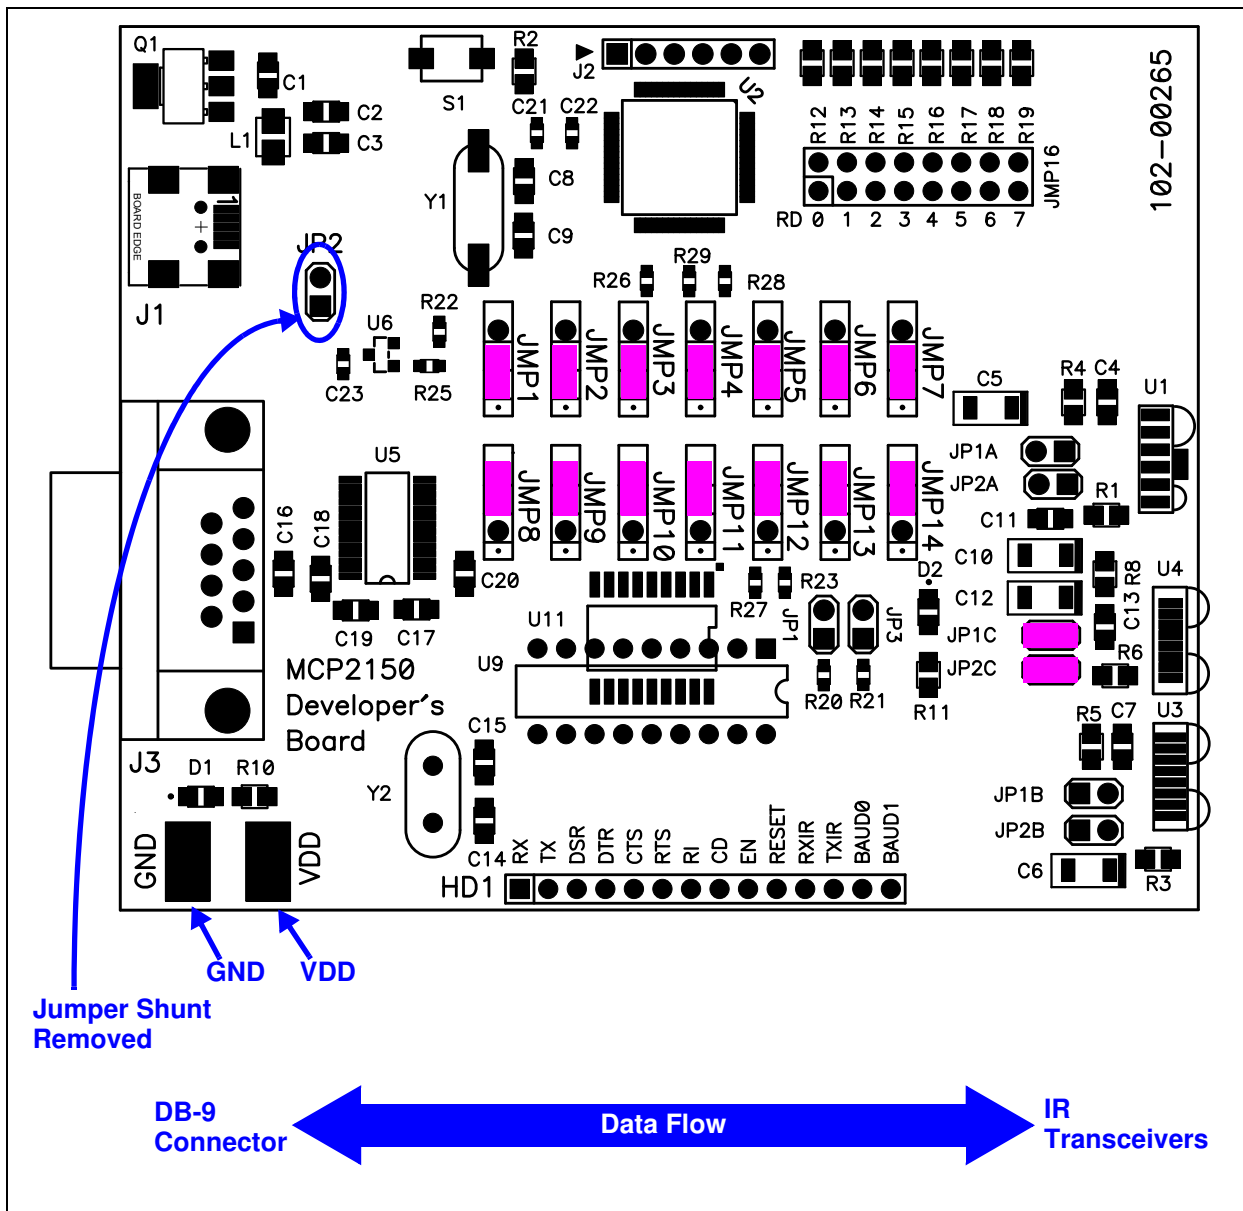 Q1
C1
C2
C3
L1
S1
R2
J2
C21
C22
U2
R12
R13
R14
R15
R16
R17
R18
R19
JMP16
RD 0 1 2 3 4 5 6 7
102-00265
BOARD EDGE
1
J1
JP2
Y1
C8
C9
R26
R29
R28
R22
U6
C23
R25
JMP1
JMP2
JMP3
JMP4
JMP5
JMP6
JMP7
C5
R4
C4
U1
JP1A
JP2A
C11
R1
U5
C16
C18
C20
C19
C17
JMP8
JMP9
JMP10
JMP11
JMP12
JMP13
JMP14
D2
C10
C12
R8
C13
U4
JP1C
JP2C
R6
R27
R23
JP1
JP3
U11
U9
R20
R21
R11
MCP2150
Developer's
Board
J3
D1
R10
GND
VDD
Y2
C15
C14
R5
C7
U3
JP1B
JP2B
C6
R3
HD1
RX
TX
DSR
DTR
CTS
RTS
RI
CD
EN
RESET
RXIR
TXIR
BAUD0
BAUD1
GND
VDD
Jumper Shunt
Removed
DB-9
Connector
Data Flow
IR
Transceivers